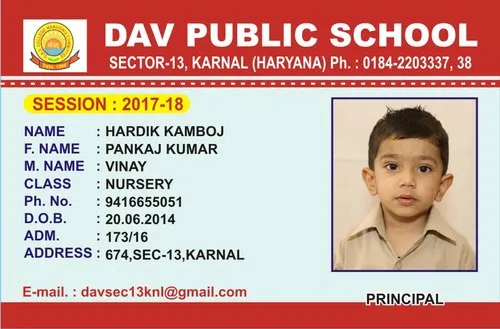 DAV PUBLIC SCHOOL
SECTOR-13, KARNAL (HARYANA) Ph. : 0184-2203337, 38
SESSION : 2017-18
NAME : HARDIK KAMBOJ
F. NAME : PANKAJ KUMAR
M. NAME : VINAY
CLASS : NURSERY
Ph. No. : 9416655051
D.O.B. : 20.06.2014
ADM. : 173/16
ADDRESS : 674,SEC-13,KARNAL
E-mail. : davsec13knl@gmail.com
PRINCIPAL